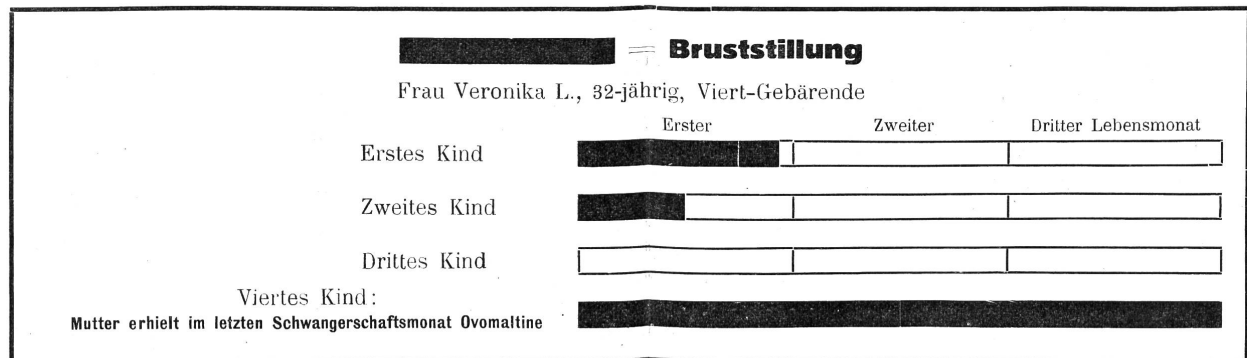 = Bruststillung
Frau Veronika L., 32-jährig, Viert-Gebärende
Erster Zweiter Dritter Lebensmonat
Erstes Kind
Zweites Kind
Drittes Kind
Viertes Kind:
Mutter erhielt im letzten Schwangerschaftsmonat Ovomaltine